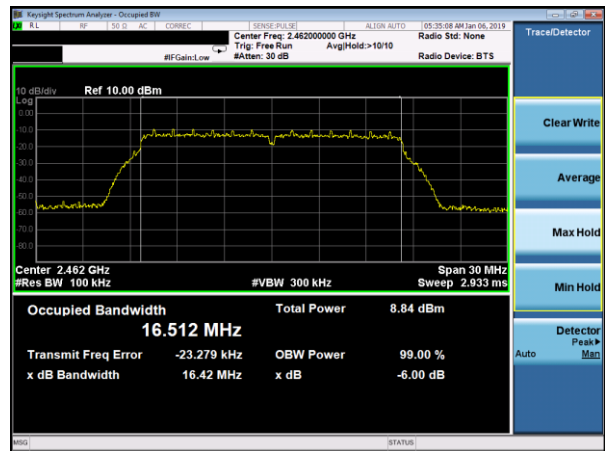 Keysight Spectrum Analyzer - Occupied BW
RL RF 50 Ω AC CORREC SENSE:PULSE ALIGN AUTO 05:35:08 AM Jan 06, 2019
Center Freq: 2.462000000 GHz Radio Std: None
Trig: Free Run Avg|Hold:>10/10
#IFGain:Low #Atten: 30 dB Radio Device: BTS
Trace/Detector
10 dB/div Ref 10.00 dBm
Log
0.00
-10.0
-20.0
-30.0
-40.0
-50.0
-60.0
-70.0
-80.0
Center 2.462 GHz Span 30 MHz
#Res BW 100 kHz #VBW 300 kHz Sweep 2.933 ms
Occupied Bandwidth Total Power 8.84 dBm
16.512 MHz
Transmit Freq Error -23.279 kHz OBW Power 99.00 %
x dB Bandwidth 16.42 MHz x dB -6.00 dB
Clear Write
Average
Max Hold
Min Hold
Detector
Peak▶
Auto Man
MSG STATUS